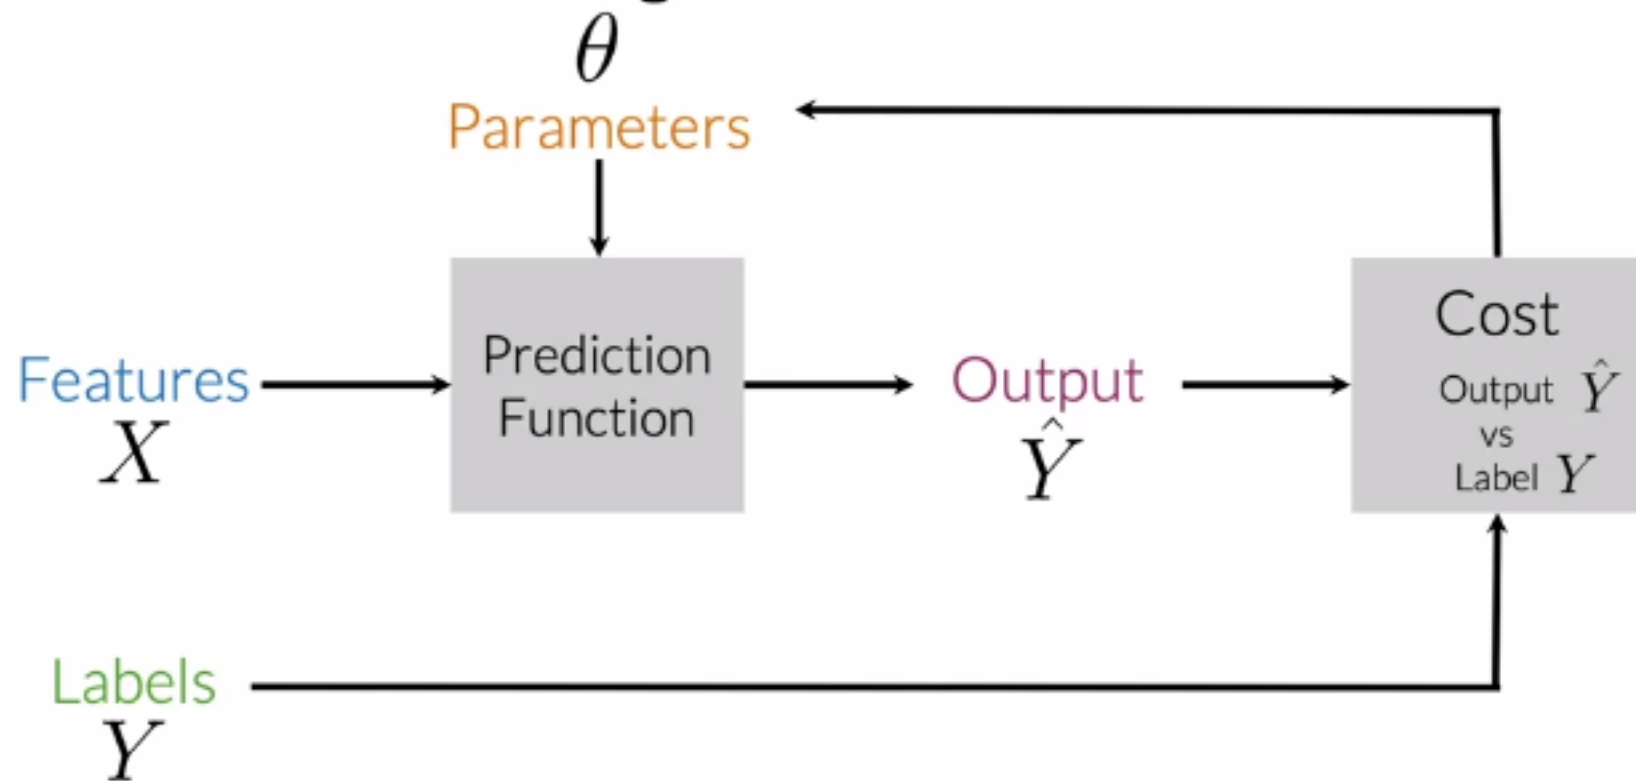 θ
Parameters
Prediction
Function
Features
X
Output
Ŷ
Cost
Output Ŷ
vs
Label Y
Labels
Y